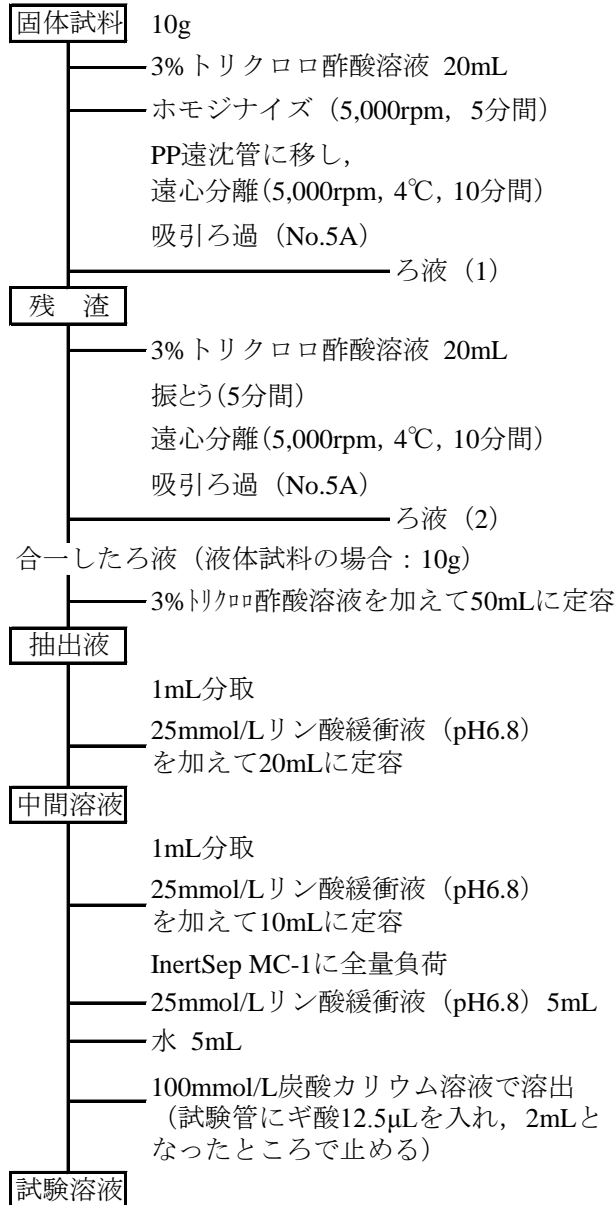 固体試料 10g
3%トリクロロ酢酸溶液 20mL
ホモジナイズ（5,000rpm，5分間）
PP遠沈管に移し，
遠心分離（5,000rpm, 4℃, 10分間）
吸引ろ過（No.5A）
ろ液（1）
残　渣
3%トリクロロ酢酸溶液 20mL
振とう（5分間）
遠心分離（5,000rpm, 4℃, 10分間）
吸引ろ過（No.5A）
ろ液（2）
合一したろ液（液体試料の場合：10g）
3%ﾄﾘｸﾛﾛ酢酸溶液を加えて50mLに定容
抽出液
1mL分取
25mmol/Lリン酸緩衝液（pH6.8）
を加えて20mLに定容
中間溶液
1mL分取
25mmol/Lリン酸緩衝液（pH6.8）
を加えて10mLに定容
InertSep MC-1に全量負荷
25mmol/Lリン酸緩衝液（pH6.8）5mL
水 5mL
100mmol/L炭酸カリウム溶液で溶出
（試験管にギ酸12.5μLを入れ，2mLと
なったところで止める）
試験溶液